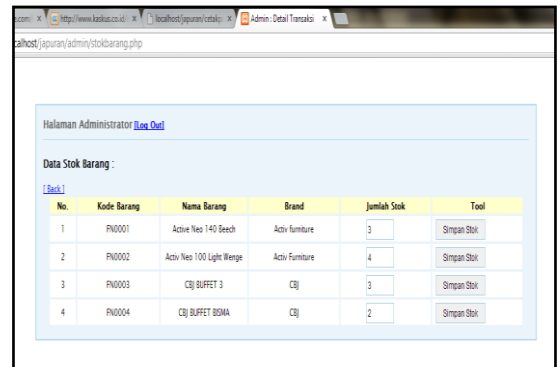 e.com/ x http://www.kaskus.co.id/ x localhost/japuran/cetakp x Admin : Detail Transaksi x
calhost/japuran/admin/stokbarang.php
Halaman Administrator [Log Out]
Data Stok Barang :
[ Back ]
No. Kode Barang Nama Barang Brand Jumlah Stok Tool
1 FN0001 Active Neo 140 Beech Activ furniture 3 Simpan Stok
2 FN0002 Activ Neo 100 Light Wenge Activ Furniture 4 Simpan Stok
3 FN0003 CBJ BUFFET 3 CBJ 3 Simpan Stok
4 FN0004 CBJ BUFFET BISMA CBJ 2 Simpan Stok